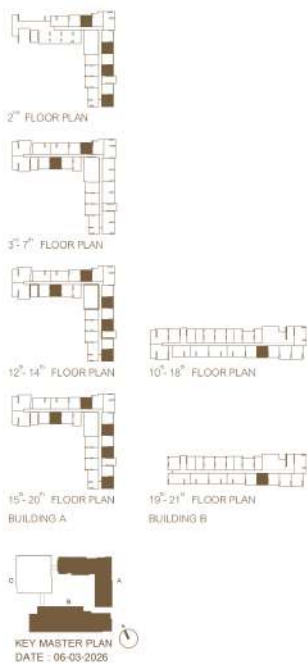 2ND FLOOR PLAN
3RD- 7TH FLOOR PLAN
12TH- 14TH FLOOR PLAN
10TH- 18TH FLOOR PLAN
15TH- 20TH FLOOR PLAN
19TH- 21ST FLOOR PLAN
BUILDING A
BUILDING B
C
A
B
KEY MASTER PLAN
DATE : 06-03-2026